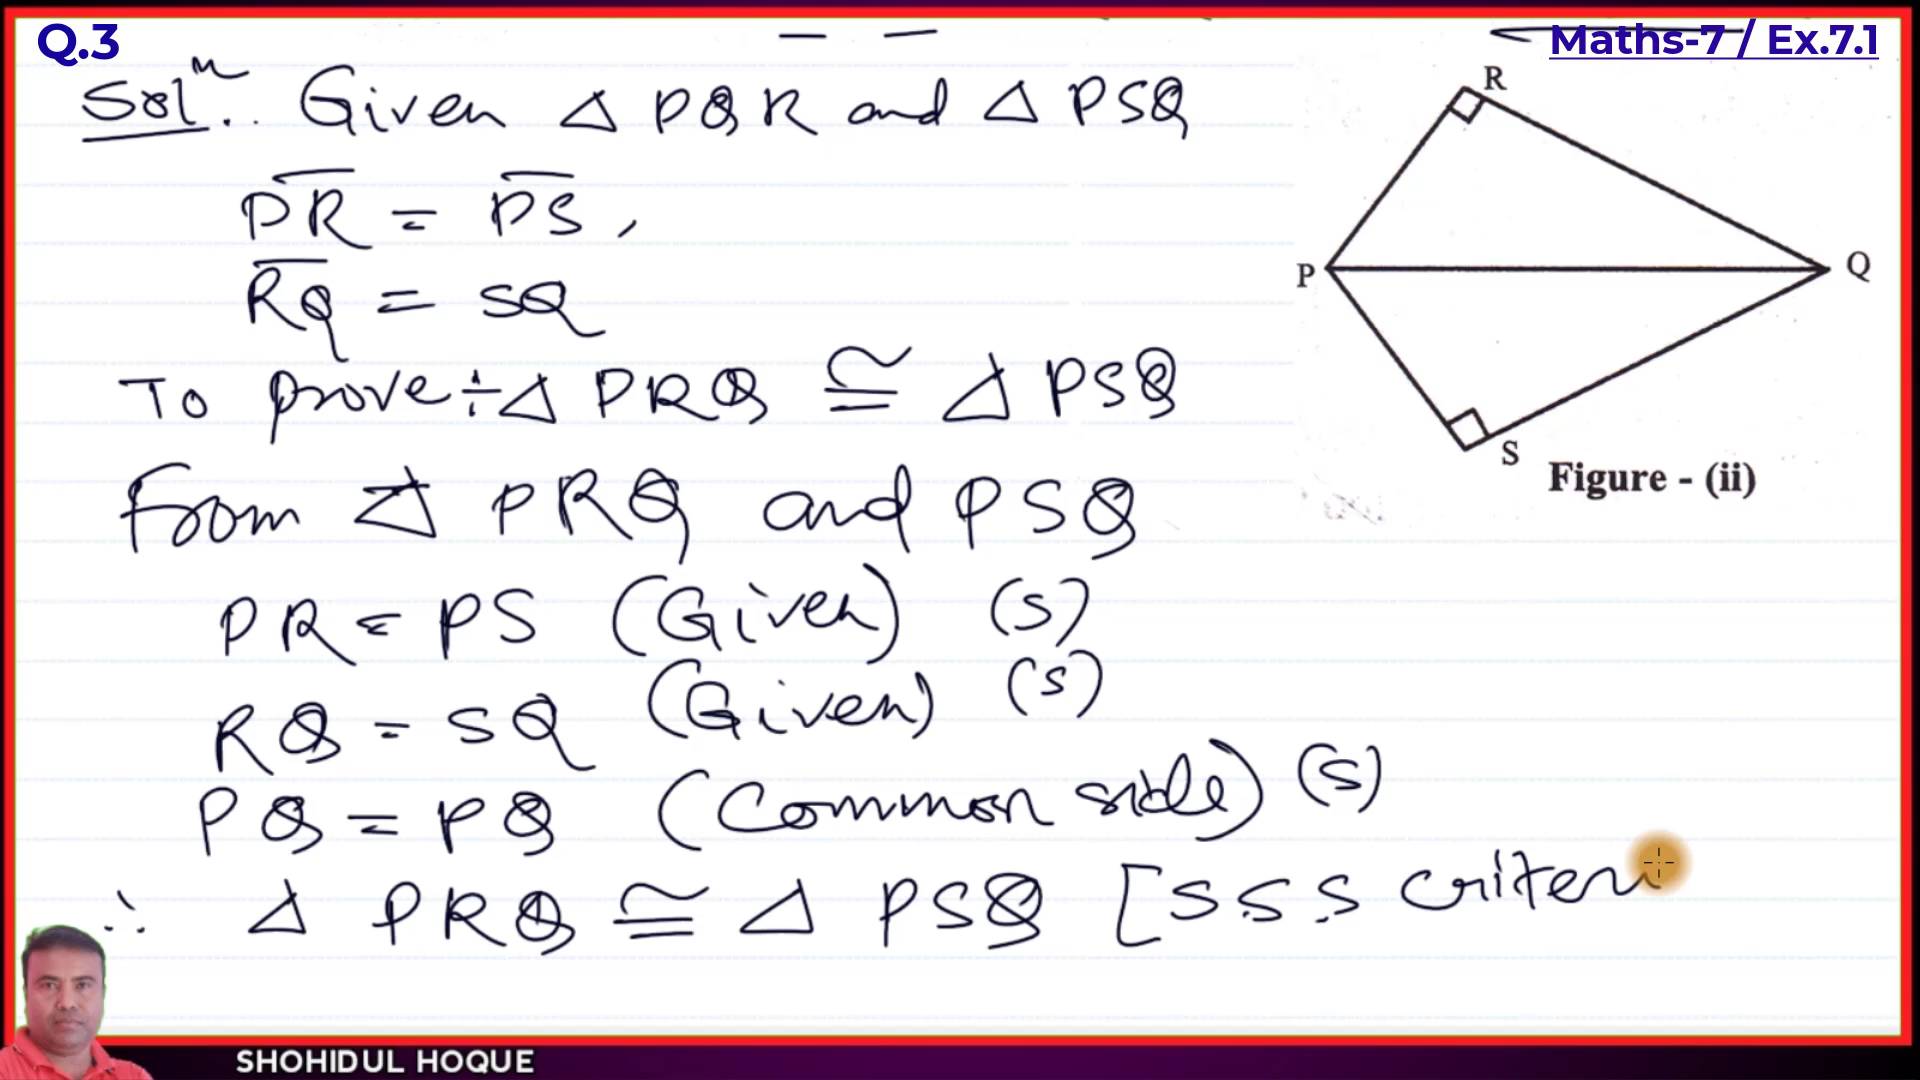 Q.3
Maths-7 / Ex.7.1
Solⁿ. Given Δ PQR and Δ PSQ
PR = PS,
RQ = SQ
To prove ÷ Δ PRQ ≅ Δ PSQ
From Δ PRQ and PSQ
PR = PS (Given) (S)
RQ = SQ (Given) (S)
PQ = PQ (Common side) (S)
∴ Δ PRQ ≅ Δ PSQ [S.S.S criteri
R
P
Q
S
Figure - (ii)
SHOHIDUL HOQUE